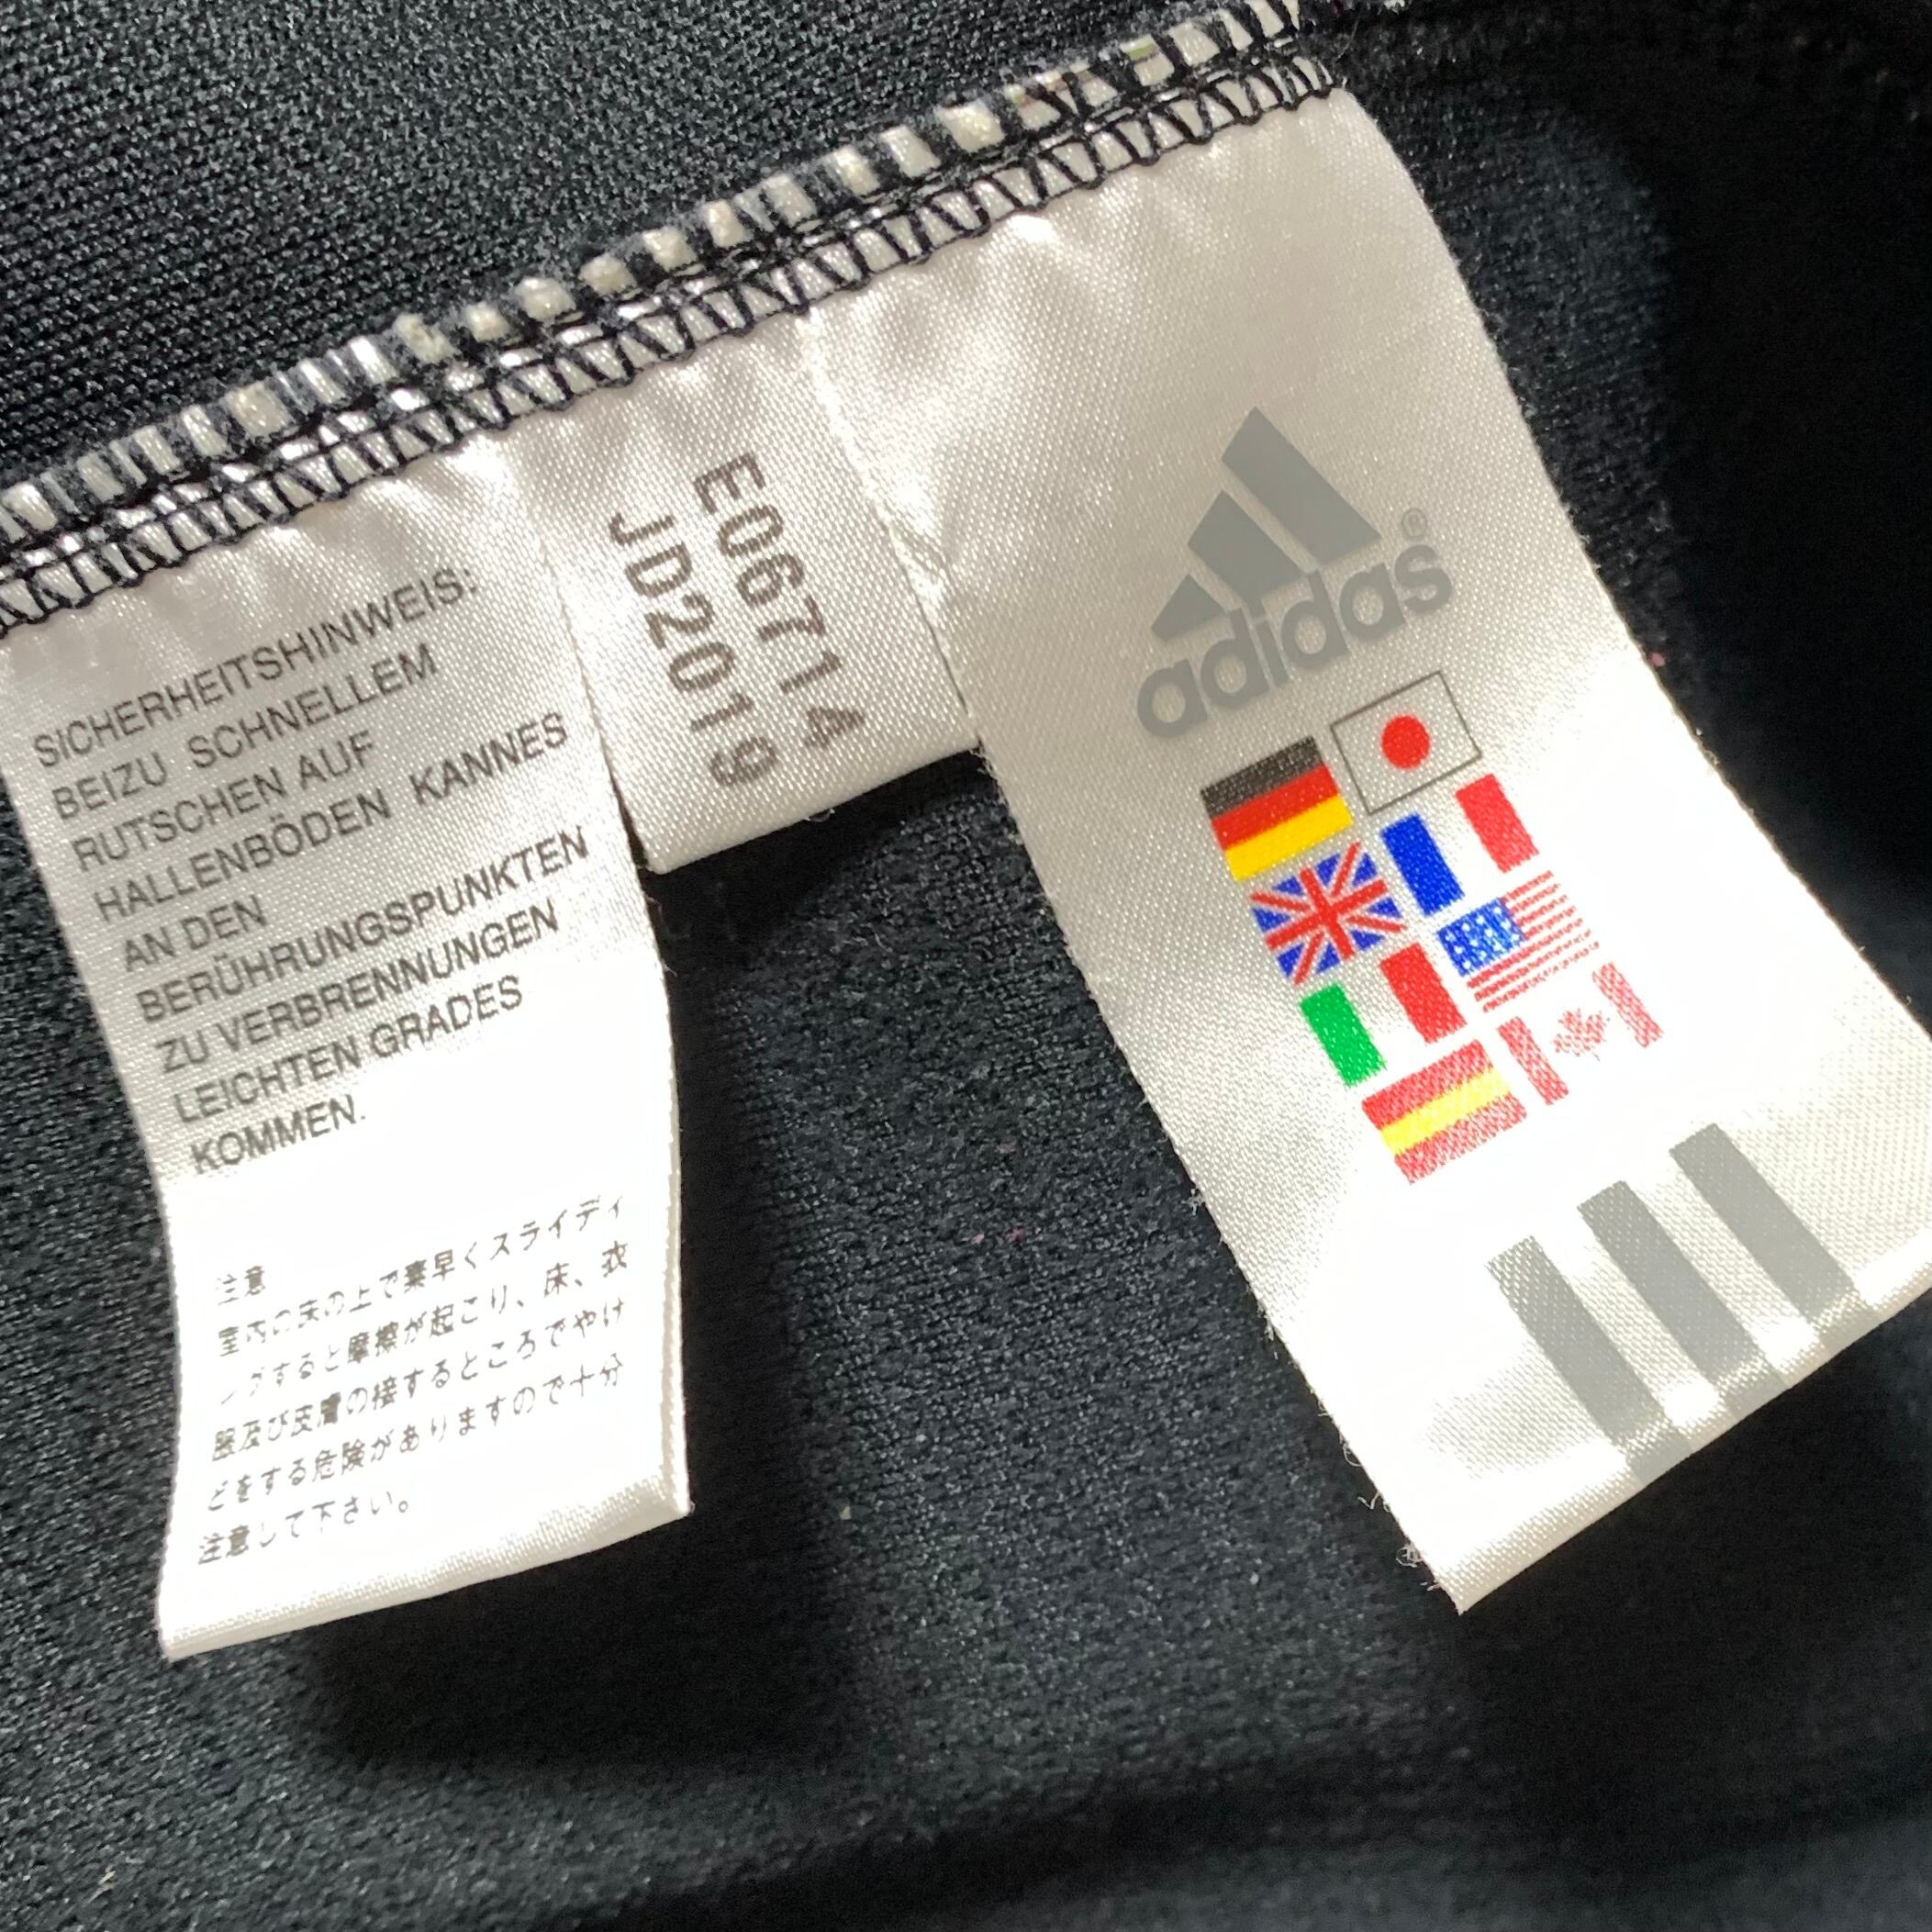 SICHERHEITSHINWEIS:
BEIZU SCHNELLEM
RUTSCHEN AUF
HALLENBÖDEN KANNES
AN DEN
BERÜHRUNGSPUNKTEN
ZU VERBRENNUNGEN
LEICHTEN GRADES
KOMMEN.
注意
室内の床の上で素早くスライディ
ングすると摩擦が起こり、床、衣
服及び皮膚の接するところでやけ
どをする危険がありますので十分
注意して下さい。
E06714
JD2019
adidas®